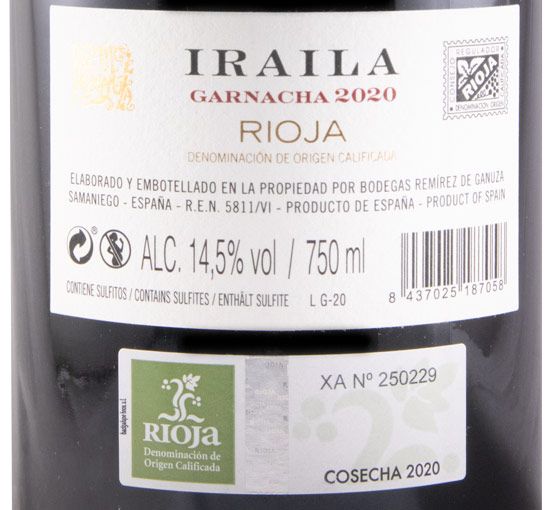 IRAILA
GARNACHA 2020
RIOJA
DENOMINACIÓN DE ORIGEN CALIFICADA
REGULADOR
RIOJA
DENOMINACION ORIGEN
ELABORADO Y EMBOTELLADO EN LA PROPIEDAD POR BODEGAS REMÍREZ DE GANUZA
SAMANIEGO - ESPAÑA - R.E.N. 5811/VI - PRODUCTO DE ESPAÑA - PRODUCT OF SPAIN
ALC. 14,5% vol / 750 ml
CONTIENE SULFITOS / CONTAINS SULFITES / ENTHÄLT SULFITE L G-20
8 437025 187058
XA Nº 250229
RIOJA
Denominación de
Origen Calificada
COSECHA 2020